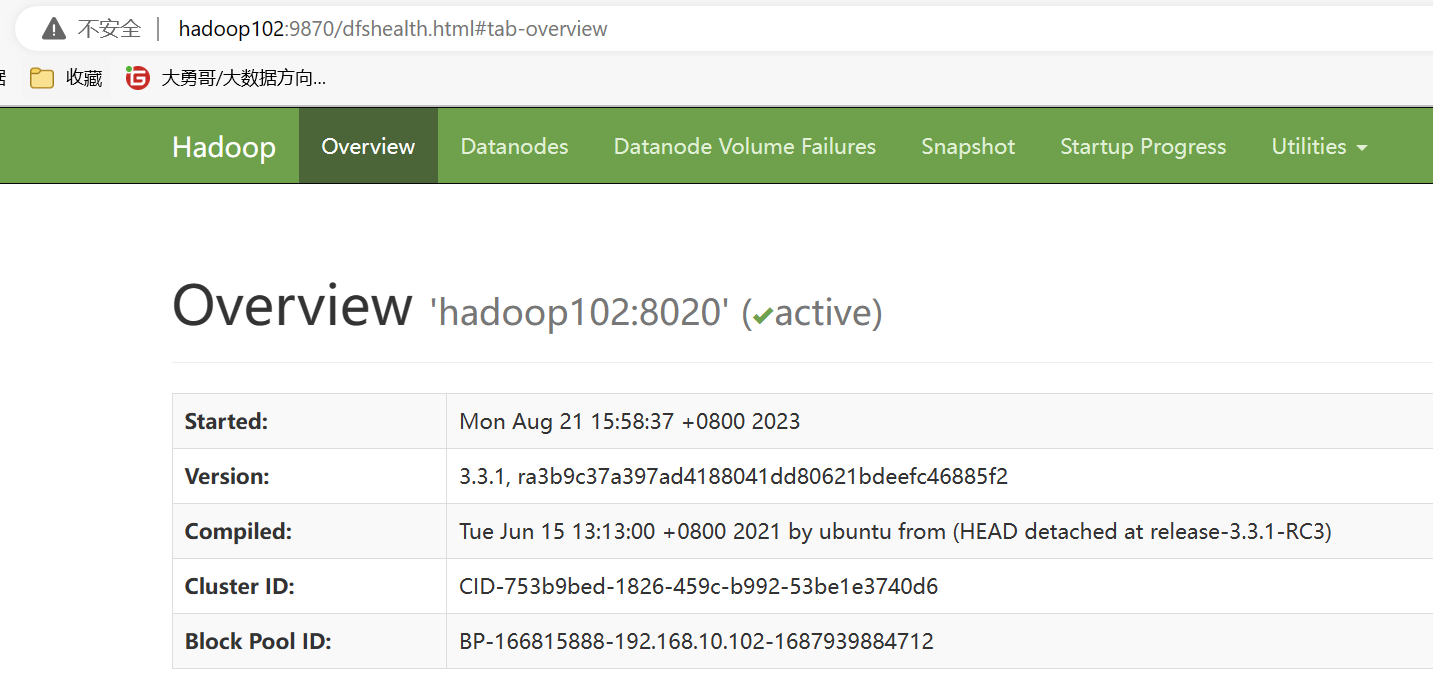 不安全 | hadoop102:9870/dfshealth.html#tab-overview
收藏 大勇哥/大数据方向...
Hadoop Overview Datanodes Datanode Volume Failures Snapshot Startup Progress Utilities
Overview 'hadoop102:8020' (✔active)
Started: Mon Aug 21 15:58:37 +0800 2023
Version: 3.3.1, ra3b9c37a397ad4188041dd80621bdeefc46885f2
Compiled: Tue Jun 15 13:13:00 +0800 2021 by ubuntu from (HEAD detached at release-3.3.1-RC3)
Cluster ID: CID-753b9bed-1826-459c-b992-53be1e3740d6
Block Pool ID: BP-166815888-192.168.10.102-1687939884712